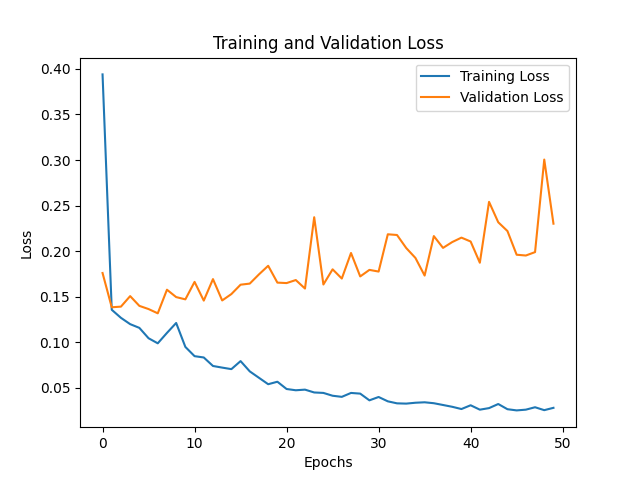 Training and Validation Loss
Training Loss
Validation Loss
0.40
0.35
0.30
0.25
0.20
0.15
0.10
0.05
Loss
0 10 20 30 40 50
Epochs